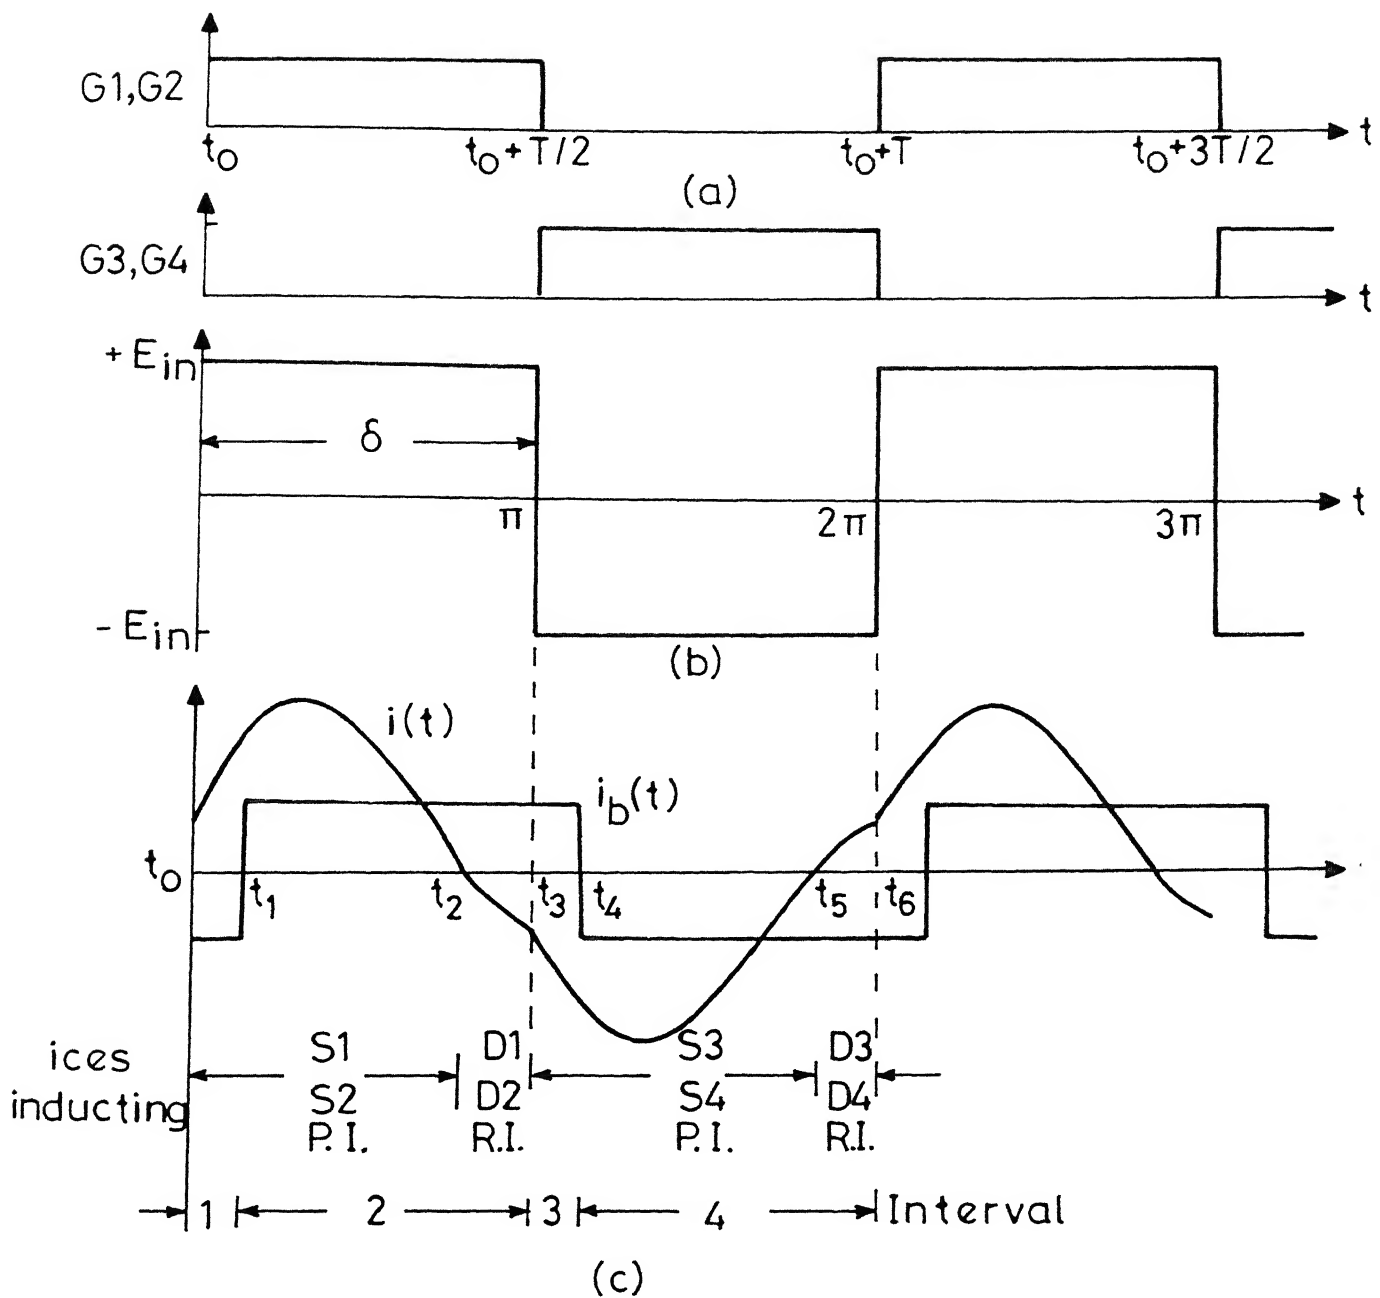 G1,G2
t
t0 t0+T/2 t0+T t0+3T/2
(a)
G3,G4
t
+Ein
δ
t
π 2π 3π
-Ein
(b)
i(t)
ib(t)
t0
t1 t2 t3 t4 t5 t6
S1 D1 S3 D3
ices
S2 D2 S4 D4
inducting
P.I. R.I. P.I. R.I.
1 2 3 4 Interval
(c)